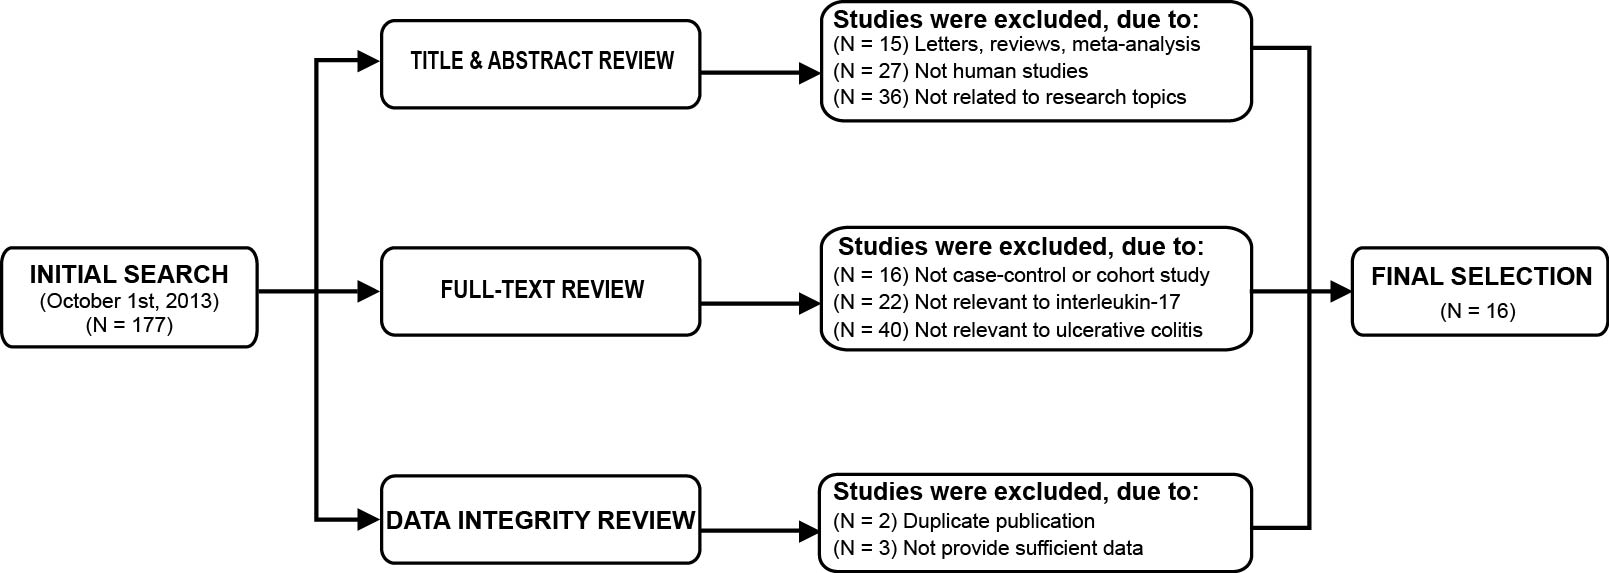 INITIAL SEARCH
(October 1st, 2013)
(N = 177)
TITLE & ABSTRACT REVIEW
Studies were excluded, due to:
(N = 15) Letters, reviews, meta-analysis
(N = 27) Not human studies
(N = 36) Not related to research topics
FULL-TEXT REVIEW
Studies were excluded, due to:
(N = 16) Not case-control or cohort study
(N = 22) Not relevant to interleukin-17
(N = 40) Not relevant to ulcerative colitis
DATA INTEGRITY REVIEW
Studies were excluded, due to:
(N = 2) Duplicate publication
(N = 3) Not provide sufficient data
FINAL SELECTION
(N = 16)